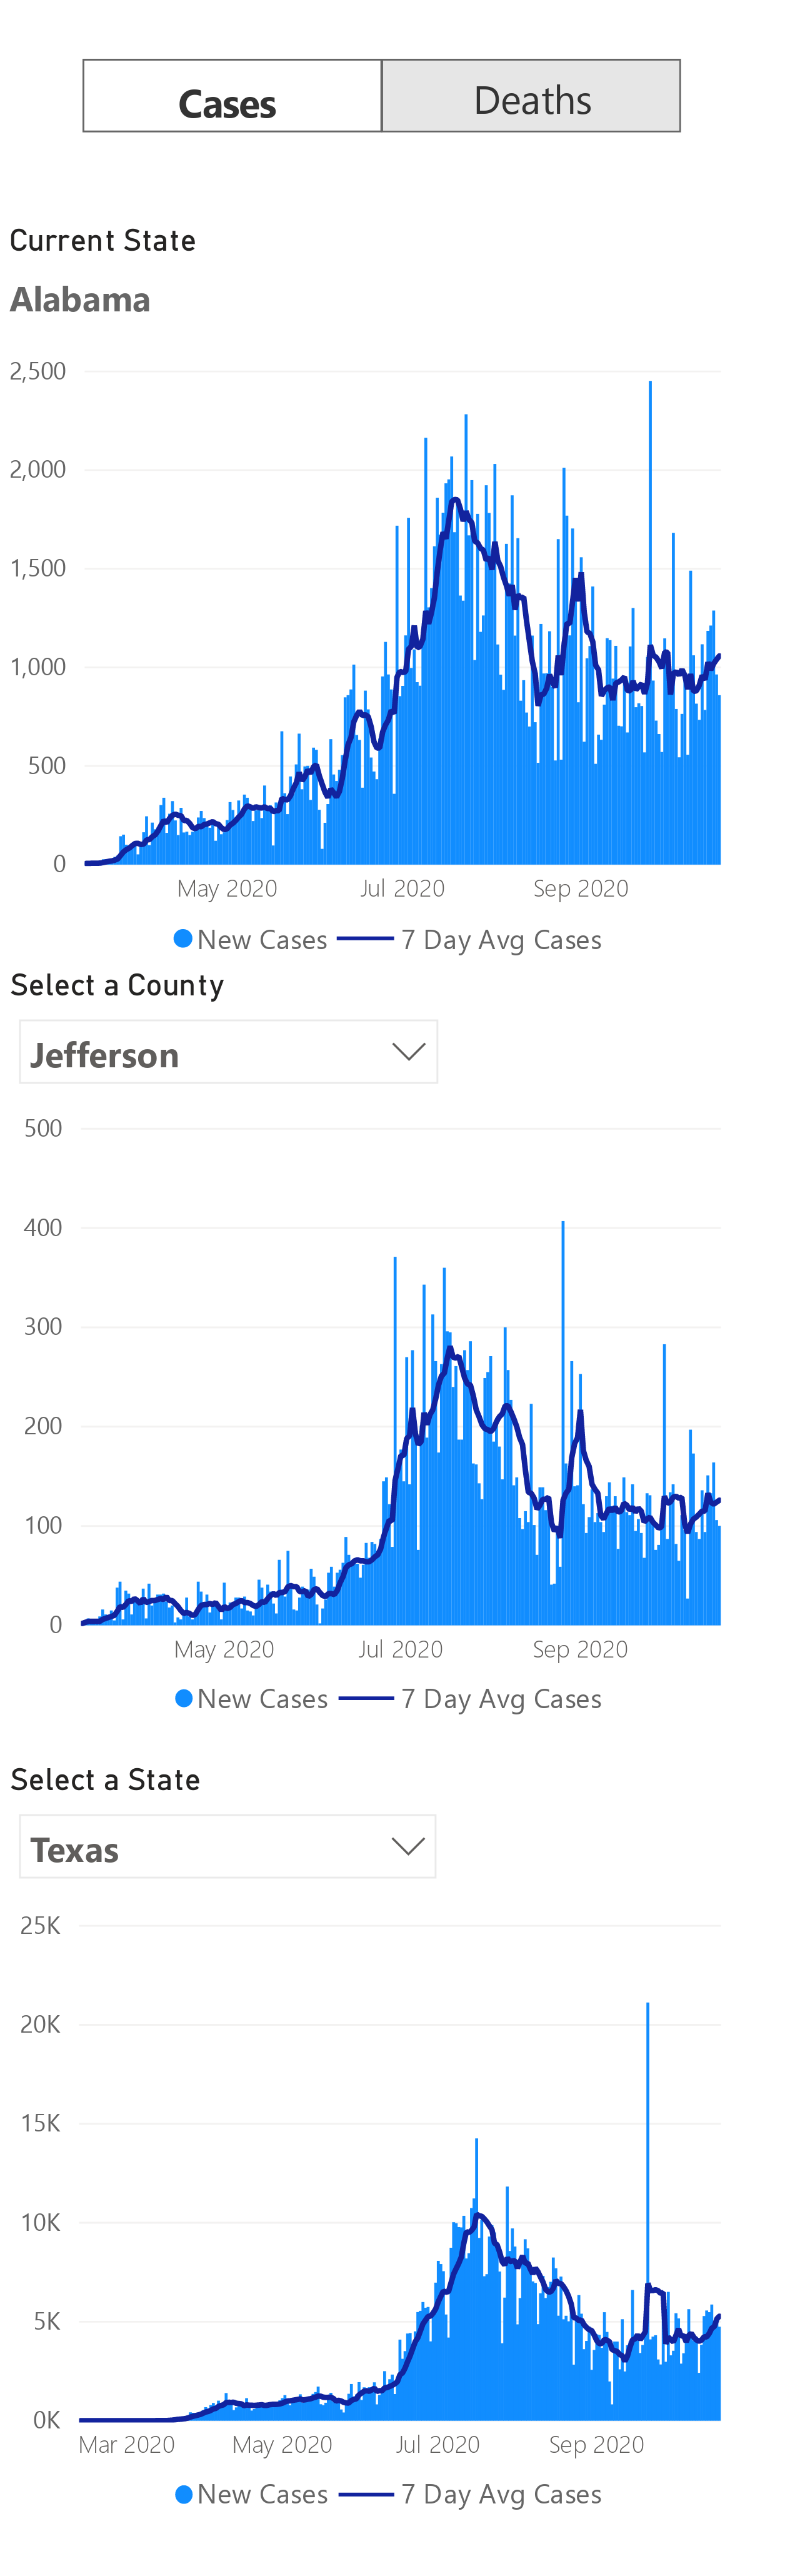 Cases Deaths
Current State
Alabama
2,500
2,000
1,500
1,000
500
0
May 2020 Jul 2020 Sep 2020
New Cases 7 Day Avg Cases
Select a County
Jefferson
500
400
300
200
100
0
May 2020 Jul 2020 Sep 2020
New Cases 7 Day Avg Cases
Select a State
Texas
25K
20K
15K
10K
5K
0K
Mar 2020 May 2020 Jul 2020 Sep 2020
New Cases 7 Day Avg Cases